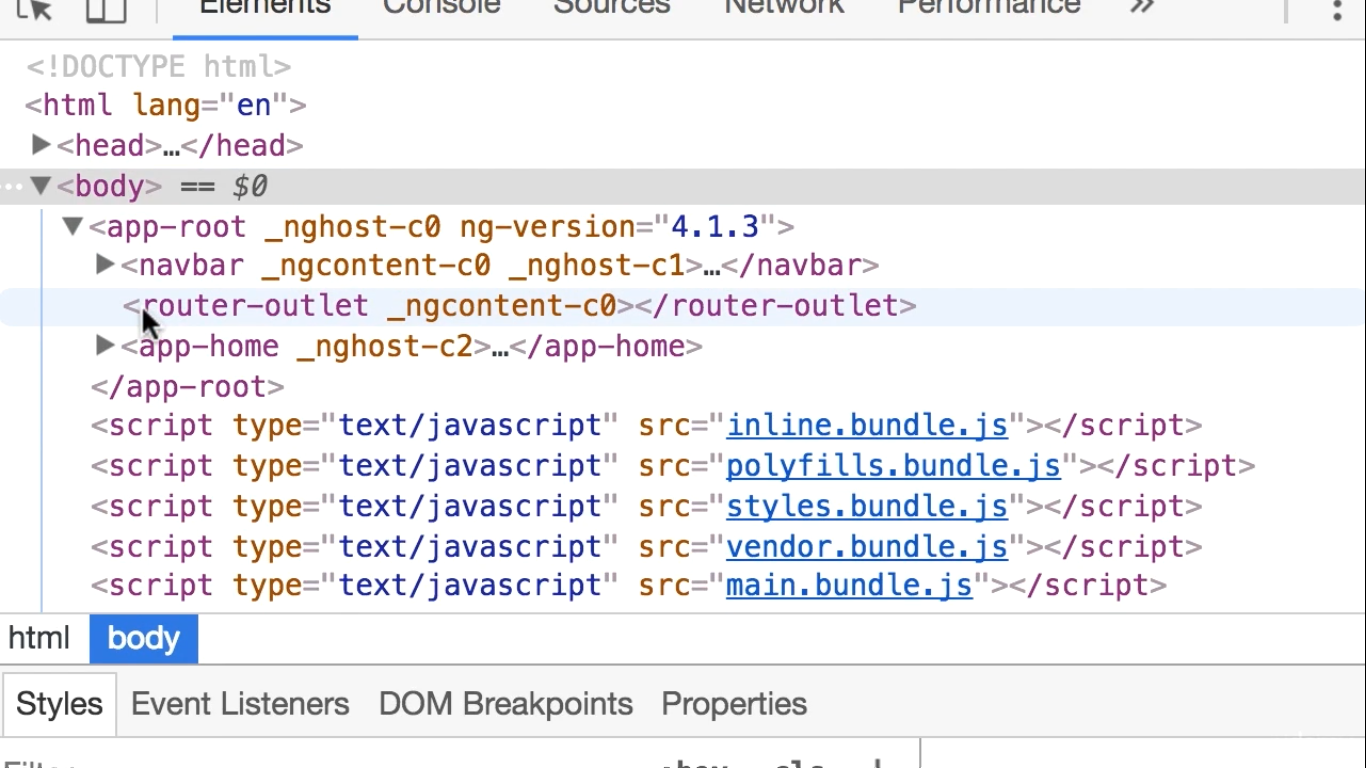 Elements Console Sources Network Performance »
<!DOCTYPE html>
<html lang="en">
▶<head>…</head>
▼<body> == $0
▼<app-root _nghost-c0 ng-version="4.1.3">
▶<navbar _ngcontent-c0 _nghost-c1>…</navbar>
<router-outlet _ngcontent-c0></router-outlet>
▶<app-home _nghost-c2>…</app-home>
</app-root>
<script type="text/javascript" src="inline.bundle.js"></script>
<script type="text/javascript" src="polyfills.bundle.js"></script>
<script type="text/javascript" src="styles.bundle.js"></script>
<script type="text/javascript" src="vendor.bundle.js"></script>
<script type="text/javascript" src="main.bundle.js"></script>
html body
Styles Event Listeners DOM Breakpoints Properties
Filter :hov .cls +